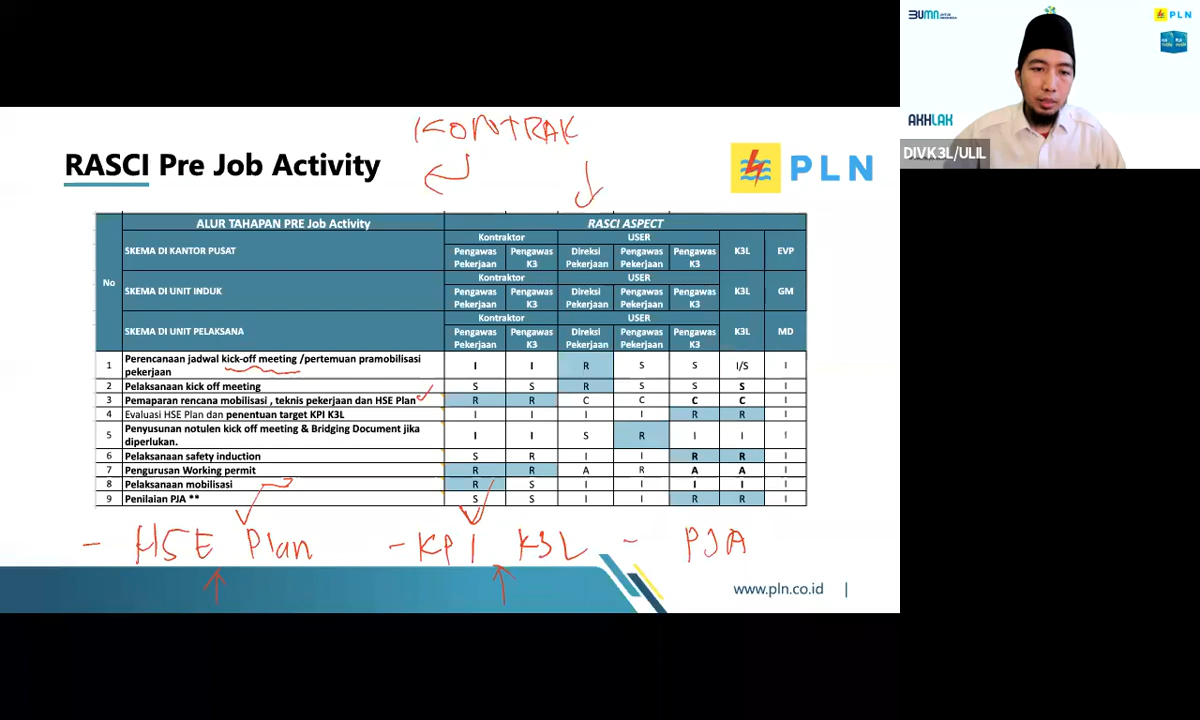 BUMN UNTUK INDONESIA
PLN
AKHLAK
DIVK3L/ULIL
KONTRAK
RASCI Pre Job Activity
PLN
No ALUR TAHAPAN PRE Job Activity RASCI ASPECT
SKEMA DI KANTOR PUSAT Kontraktor USER K3L EVP
Pengawas Pekerjaan Pengawas K3 Direksi Pekerjaan Pengawas Pekerjaan Pengawas K3
SKEMA DI UNIT INDUK Kontraktor USER K3L GM
Pengawas Pekerjaan Pengawas K3 Direksi Pekerjaan Pengawas Pekerjaan Pengawas K3
SKEMA DI UNIT PELAKSANA Kontraktor USER K3L MD
Pengawas Pekerjaan Pengawas K3 Direksi Pekerjaan Pengawas Pekerjaan Pengawas K3
1 Perencanaan jadwal kick-off meeting /pertemuan pramobilisasi pekerjaan I I R S S I/S I
2 Pelaksanaan kick off meeting S S R S S S I
3 Pemaparan rencana mobilisasi , teknis pekerjaan dan HSE Plan R R C C C C I
4 Evaluasi HSE Plan dan penentuan target KPI K3L I I I I R R I
5 Penyusunan notulen kick off meeting & Bridging Document jika diperlukan. I I S R I I I
6 Pelaksanaan safety induction S R I I R R I
7 Pengurusan Working permit R R A R A A I
8 Pelaksanaan mobilisasi R S I I I I I
9 Penilaian PJA ** S S I I R R I
- HSE Plan - KPI K3L - PJA
www.pln.co.id |